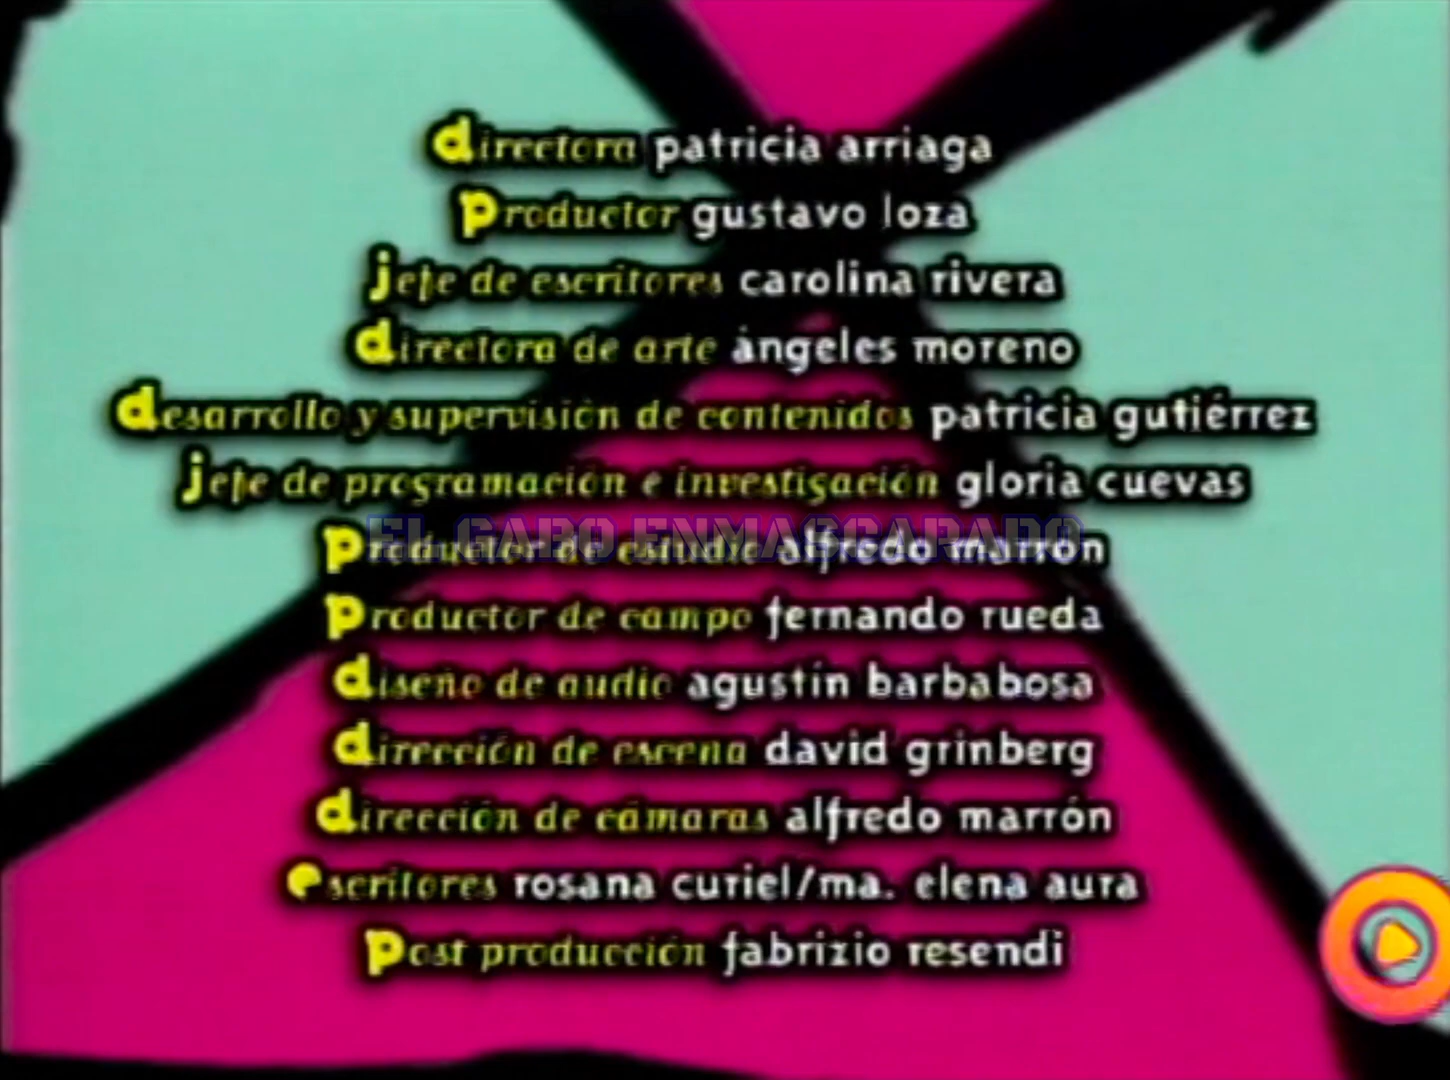 directora patricia arriaga
productor gustavo loza
jefe de escritores carolina rivera
directora de arte ángeles moreno
desarrollo y supervisión de contenidos patricia gutiérrez
jefe de programación e investigación gloria cuevas
EL GABO ENMASCARADO
productor de estudio alfredo marrón
productor de campo fernando rueda
diseño de audio agustín barbabosa
dirección de escena david grinberg
dirección de cámaras alfredo marrón
escritores rosana curiel/ma. elena aura
post producción fabrizio resendi